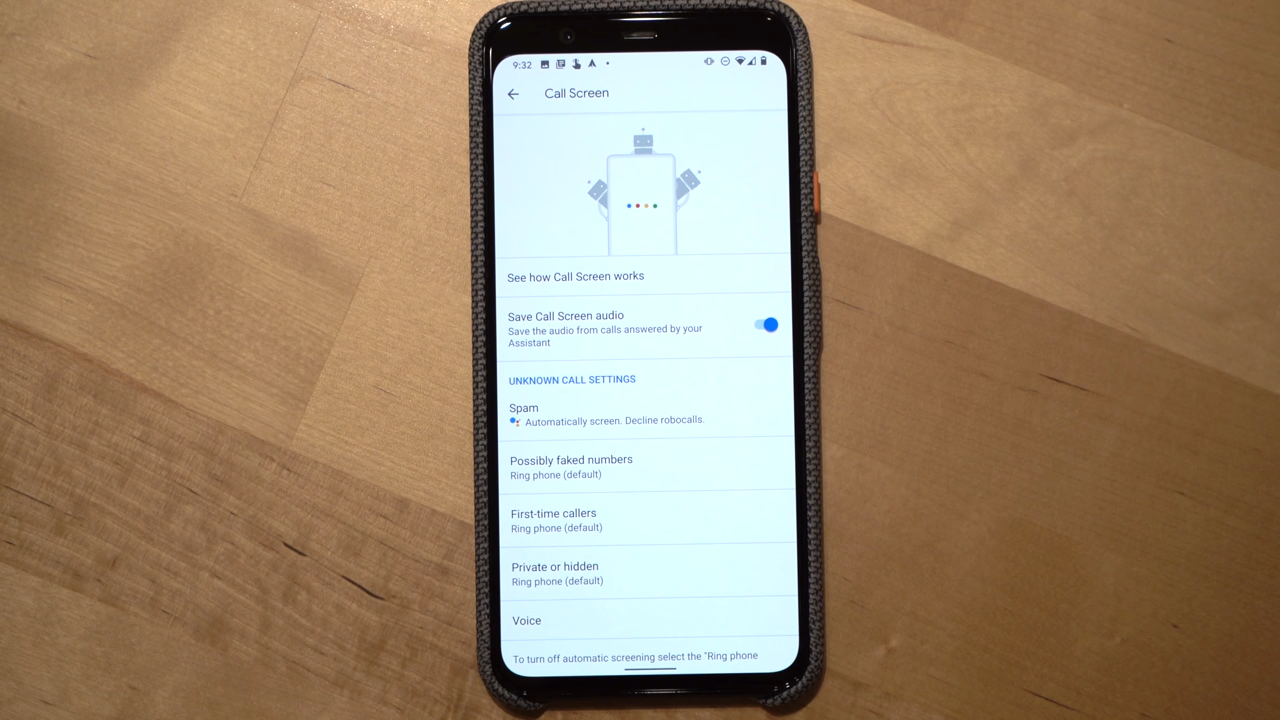 9:32
Call Screen
See how Call Screen works
Save Call Screen audio
Save the audio from calls answered by your
Assistant
UNKNOWN CALL SETTINGS
Spam
Automatically screen. Decline robocalls.
Possibly faked numbers
Ring phone (default)
First-time callers
Ring phone (default)
Private or hidden
Ring phone (default)
Voice
To turn off automatic screening select the "Ring phone